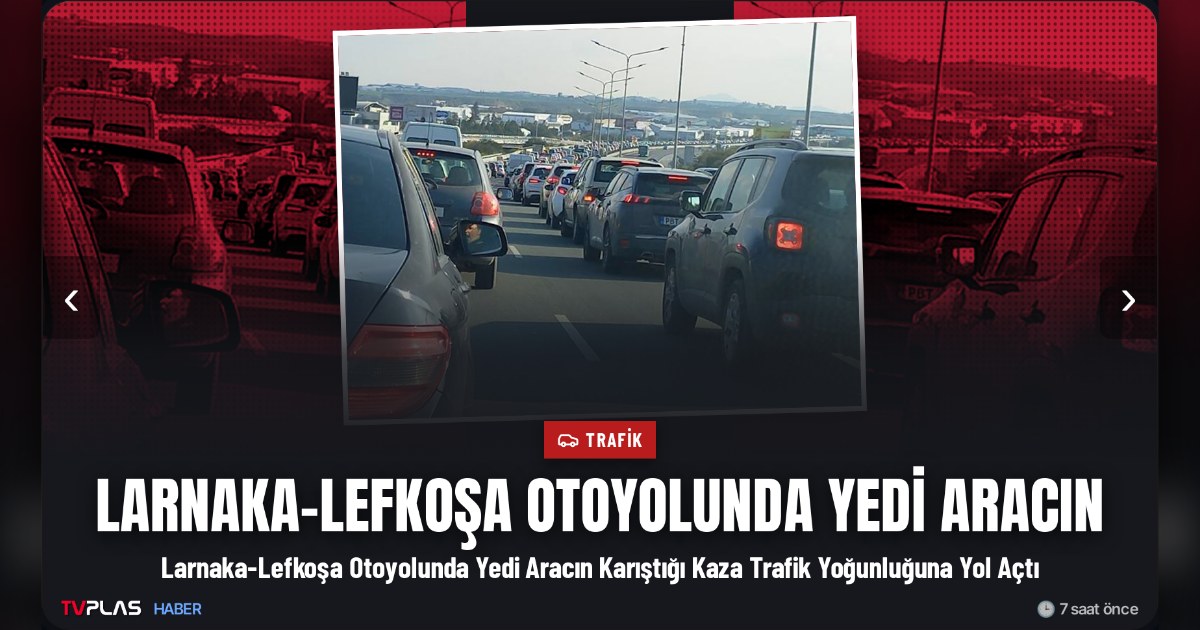 TRAFİK
LARNAKA-LEFKOŞA OTOYOLUNDA YEDİ ARACIN
Larnaka-Lefkoşa Otoyolunda Yedi Aracın Karıştığı Kaza Trafik Yoğunluğuna Yol Açtı
TVPLAS HABER
7 saat önce